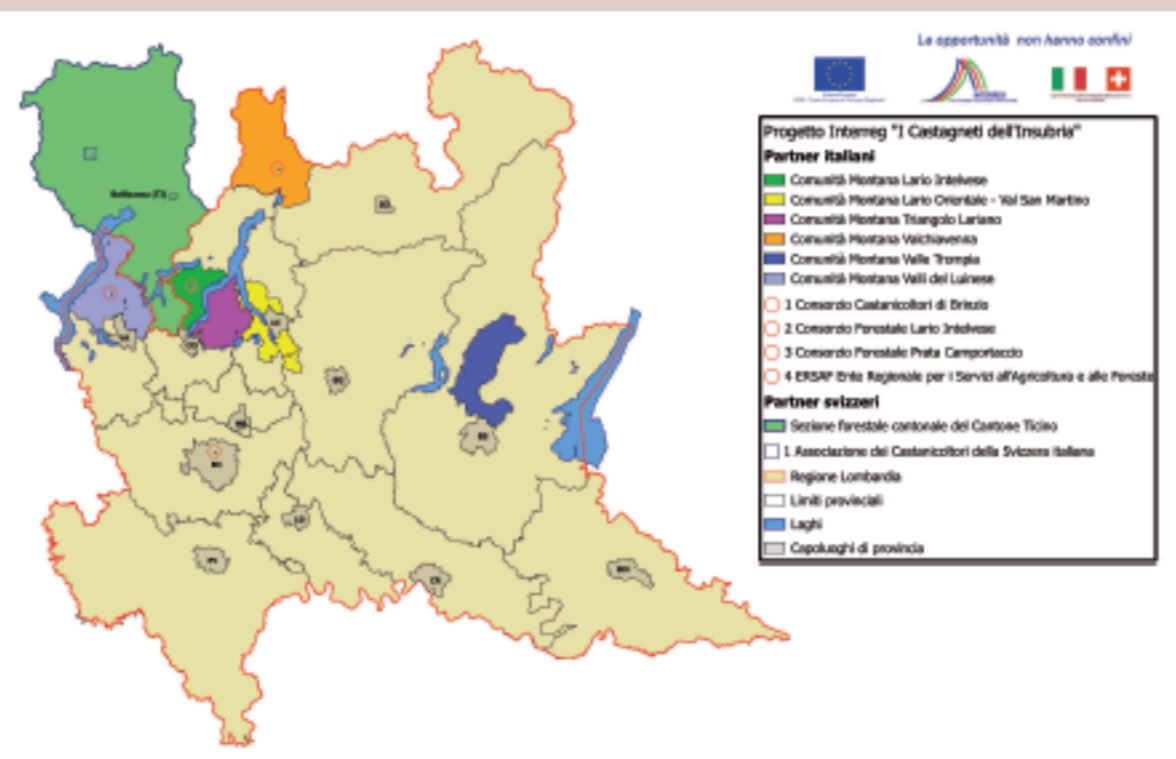 Le opportunità non hanno confini
Progetto Interreg "I Castagneti dell'Insubria"
Partner italiani
Comunità Montana Lario Intelvese
Comunità Montana Lario Orientale - Val San Martino
Comunità Montana Triangolo Lariano
Comunità Montana Valchiavenna
Comunità Montana Valle Trompia
Comunità Montana Valli del Luinese
1 Consorzio Castanicoltori di Brinzio
2 Consorzio Forestale Lario Intelvese
3 Consorzio Forestale Prata Camportaccio
4 ERSAF Ente Regionale per i Servizi all'Agricoltura e alle Foreste
Partner svizzeri
Sezione forestale cantonale del Cantone Ticino
1 Associazione dei Castanicoltori della Svizzera italiana
Regione Lombardia
Limiti provinciali
Laghi
Capoluoghi di provincia
Bellinzona (TI)